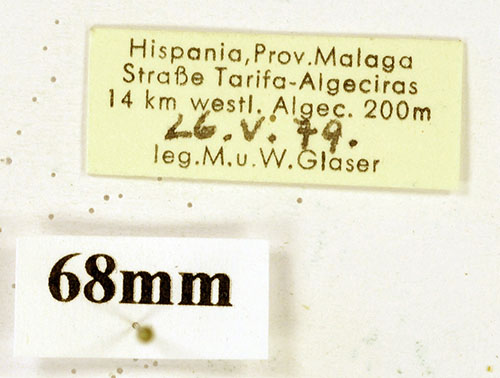 Hispania,Prov.Malaga
Straße Tarifa-Algeciras
14 km westl. Algec. 200m
26.V.79.
leg.M.u.W.Glaser
68mm